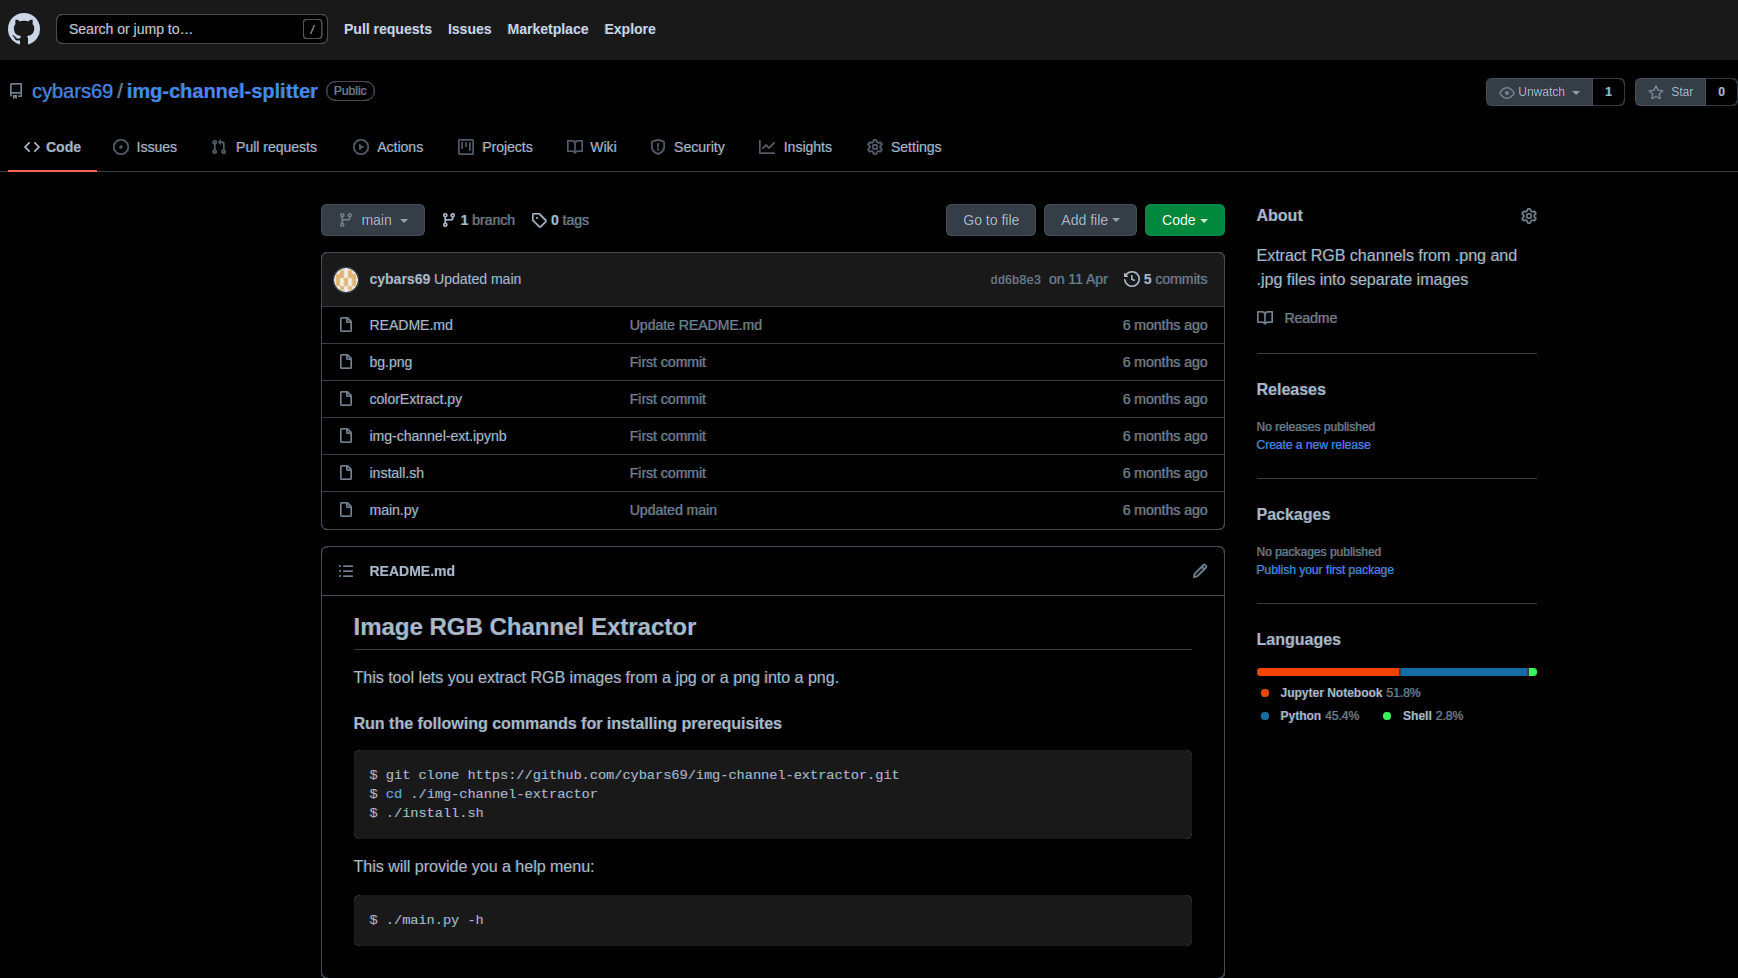 Search or jump to… /
Pull requests Issues Marketplace Explore
cybars69 / img-channel-splitter Public
Unwatch 1 Star 0
Code Issues Pull requests Actions Projects Wiki Security Insights Settings
main 1 branch 0 tags Go to file Add file Code
cybars69 Updated main dd6b8e3 on 11 Apr 5 commits
README.md Update README.md 6 months ago
bg.png First commit 6 months ago
colorExtract.py First commit 6 months ago
img-channel-ext.ipynb First commit 6 months ago
install.sh First commit 6 months ago
main.py Updated main 6 months ago
README.md
Image RGB Channel Extractor
This tool lets you extract RGB images from a jpg or a png into a png.
Run the following commands for installing prerequisites
$ git clone https://github.com/cybars69/img-channel-extractor.git
$ cd ./img-channel-extractor
$ ./install.sh
This will provide you a help menu:
$ ./main.py -h
About
Extract RGB channels from .png and
.jpg files into separate images
Readme
Releases
No releases published
Create a new release
Packages
No packages published
Publish your first package
Languages
Jupyter Notebook 51.8%
Python 45.4% Shell 2.8%